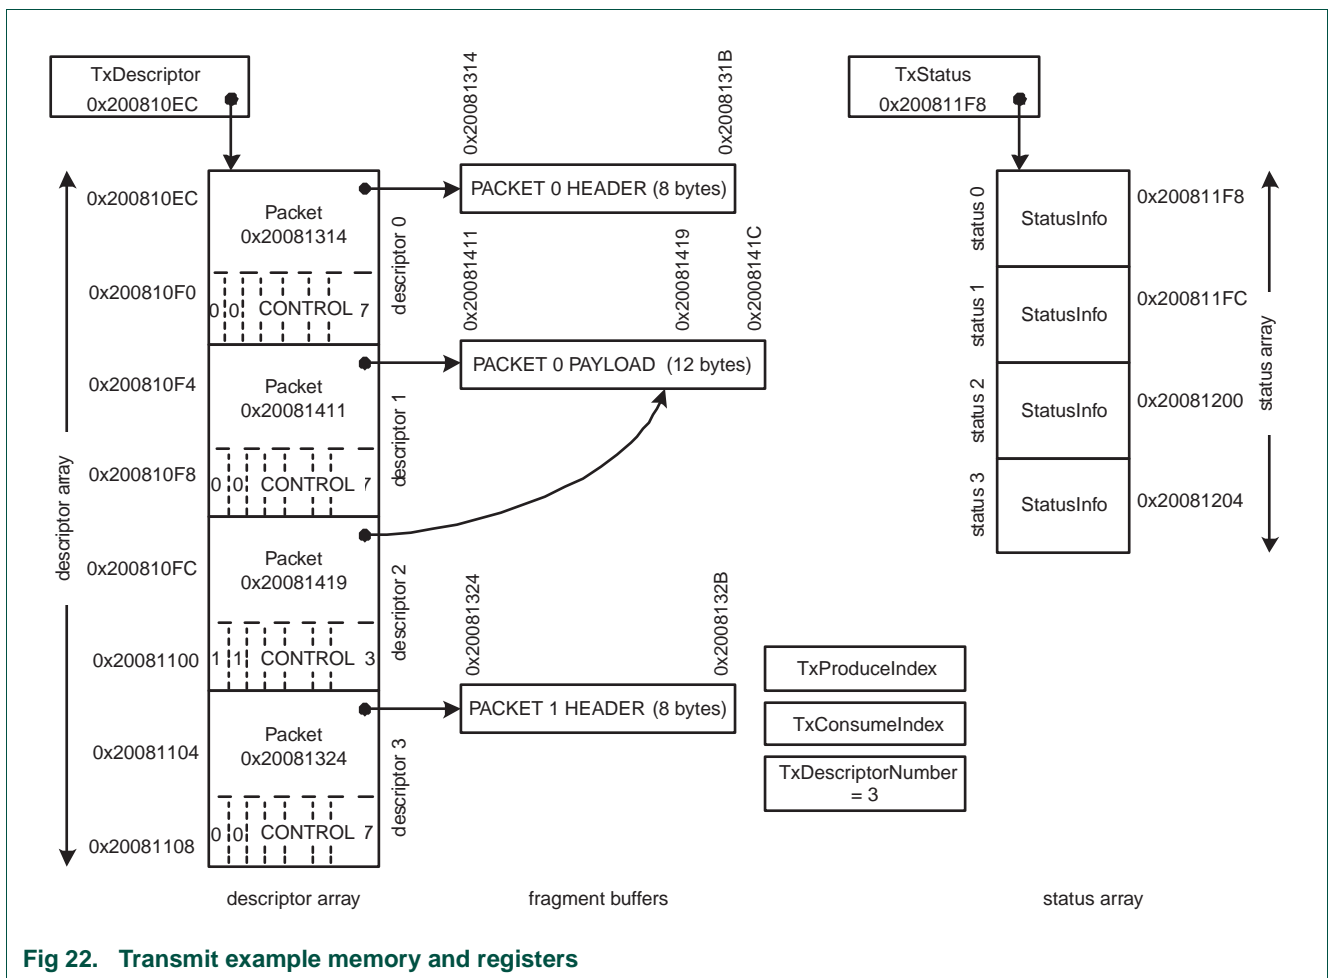 TxDescriptor
0x200810EC
TxStatus
0x200811F8
0x20081314
0x2008131B
PACKET 0 HEADER (8 bytes)
descriptor array
0x200810EC
Packet
0x20081314
0x200810F0
0 0 CONTROL 7
descriptor 0
0x20081411
0x20081419
0x2008141C
PACKET 0 PAYLOAD (12 bytes)
0x200810F4
Packet
0x20081411
0x200810F8
0 0 CONTROL 7
descriptor 1
0x200810FC
Packet
0x20081419
0x20081100
1 1 CONTROL 3
descriptor 2
0x20081324
0x2008132B
PACKET 1 HEADER (8 bytes)
0x20081104
Packet
0x20081324
0x20081108
0 0 CONTROL 7
descriptor 3
status 0
StatusInfo
0x200811F8
status 1
StatusInfo
0x200811FC
status 2
StatusInfo
0x20081200
status 3
StatusInfo
0x20081204
status array
TxProduceIndex
TxConsumeIndex
TxDescriptorNumber
= 3
descriptor array
fragment buffers
status array
Fig 22. Transmit example memory and registers